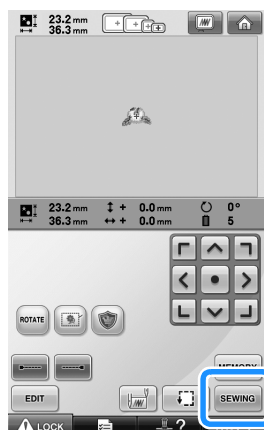 23.2 mm
36.3 mm
23.2 mm + 0.0 mm 0°
36.3 mm + 0.0 mm 5
ROTATE
MEMORY
EDIT
SEWING
LOCK ?